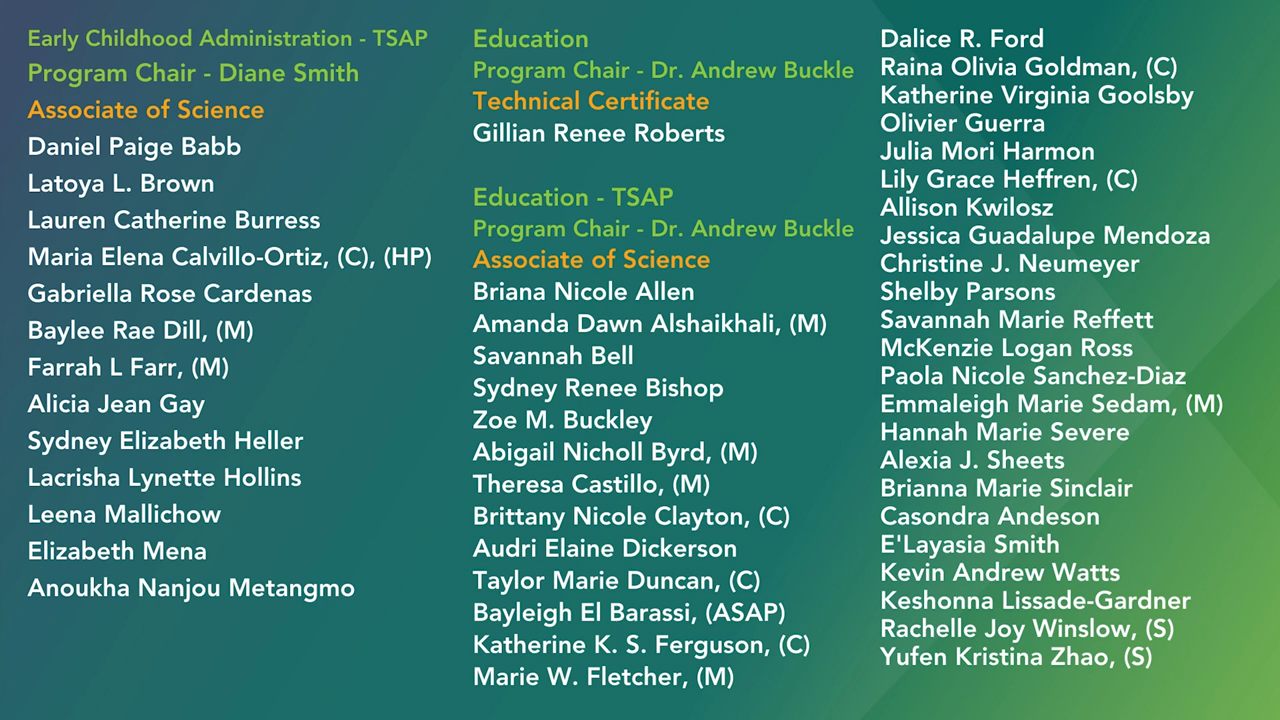 Early Childhood Administration - TSAP
Program Chair - Diane Smith
Associate of Science
Daniel Paige Babb
Latoya L. Brown
Lauren Catherine Burress
Maria Elena Calvillo-Ortiz, (C), (HP)
Gabriella Rose Cardenas
Baylee Rae Dill, (M)
Farrah L Farr, (M)
Alicia Jean Gay
Sydney Elizabeth Heller
Lacrisha Lynette Hollins
Leena Mallichow
Elizabeth Mena
Anoukha Nanjou Metangmo
Education
Program Chair - Dr. Andrew Buckle
Technical Certificate
Gillian Renee Roberts
Education - TSAP
Program Chair - Dr. Andrew Buckle
Associate of Science
Briana Nicole Allen
Amanda Dawn Alshaikhali, (M)
Savannah Bell
Sydney Renee Bishop
Zoe M. Buckley
Abigail Nicholl Byrd, (M)
Theresa Castillo, (M)
Brittany Nicole Clayton, (C)
Audri Elaine Dickerson
Taylor Marie Duncan, (C)
Bayleigh El Barassi, (ASAP)
Katherine K. S. Ferguson, (C)
Marie W. Fletcher, (M)
Dalice R. Ford
Raina Olivia Goldman, (C)
Katherine Virginia Goolsby
Olivier Guerra
Julia Mori Harmon
Lily Grace Heffren, (C)
Allison Kwilosz
Jessica Guadalupe Mendoza
Christine J. Neumeyer
Shelby Parsons
Savannah Marie Reffett
McKenzie Logan Ross
Paola Nicole Sanchez-Diaz
Emmaleigh Marie Sedam, (M)
Hannah Marie Severe
Alexia J. Sheets
Brianna Marie Sinclair
Casondra Andeson
E'Layasia Smith
Kevin Andrew Watts
Keshonna Lissade-Gardner
Rachelle Joy Winslow, (S)
Yufen Kristina Zhao, (S)